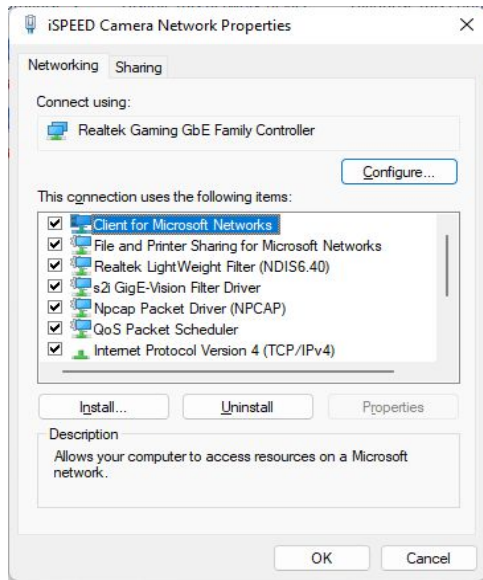 iSPEED Camera Network Properties
Networking Sharing
Connect using:
Realtek Gaming GbE Family Controller
Configure...
This connection uses the following items:
Client for Microsoft Networks
File and Printer Sharing for Microsoft Networks
Realtek LightWeight Filter (NDIS6.40)
s2i GigE-Vision Filter Driver
Npcap Packet Driver (NPCAP)
QoS Packet Scheduler
Internet Protocol Version 4 (TCP/IPv4)
Install... Uninstall Properties
Description
Allows your computer to access resources on a Microsoft
network.
OK Cancel